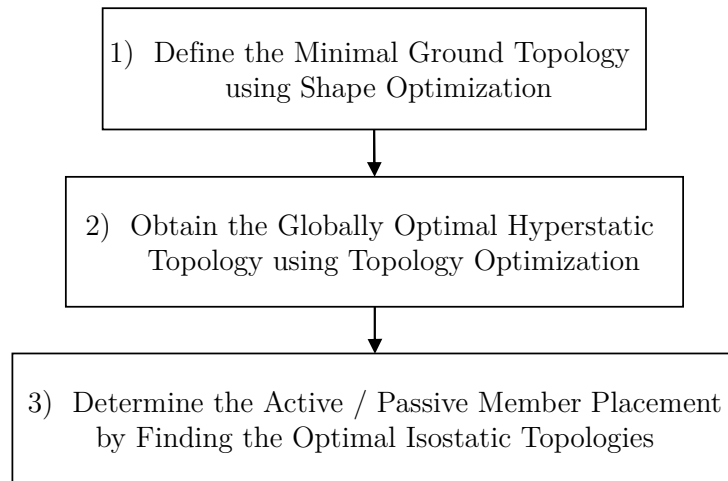 1) Define the Minimal Ground Topology
using Shape Optimization
2) Obtain the Globally Optimal Hyperstatic
Topology using Topology Optimization
3) Determine the Active / Passive Member Placement
by Finding the Optimal Isostatic Topologies